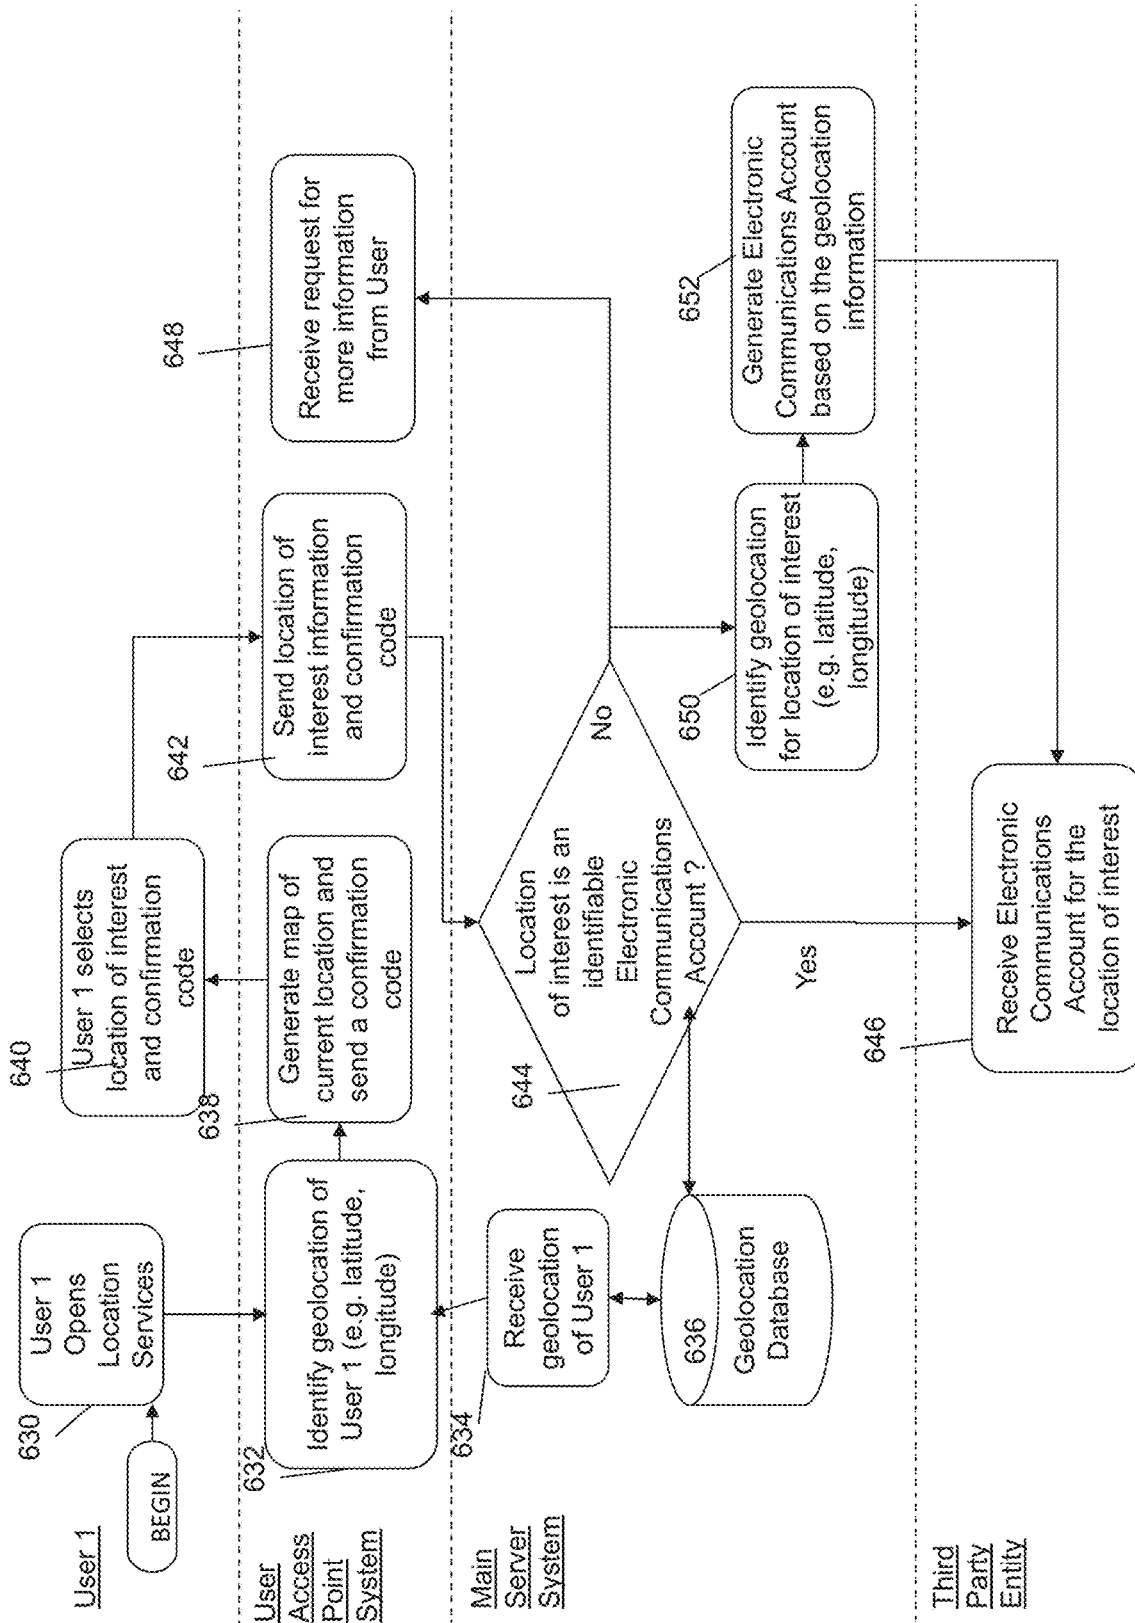 User 1
BEGIN
630
User 1
Opens
Location
Services
640
User 1 selects
location of interest
and confirmation
code
User
Access
Point
System
632
Identify geolocation of
User 1 (e.g. latitude,
longitude)
638
Generate map of
current location and
send a confirmation
code
642
Send location of
interest information
and confirmation
code
648
Receive request for
more information
from User
Main
Server
System
634
Receive
geolocation
of User 1
636
Geolocation
Database
644
Location
of interest is an
identifiable
Electronic
Communications
Account ?
No
Yes
650
Identify geolocation
for location of interest
(e.g. latitude,
longitude)
652
Generate Electronic
Communications Account
based on the geolocation
information
Third
Party
Entity
646
Receive Electronic
Communications
Account for the
location of interest